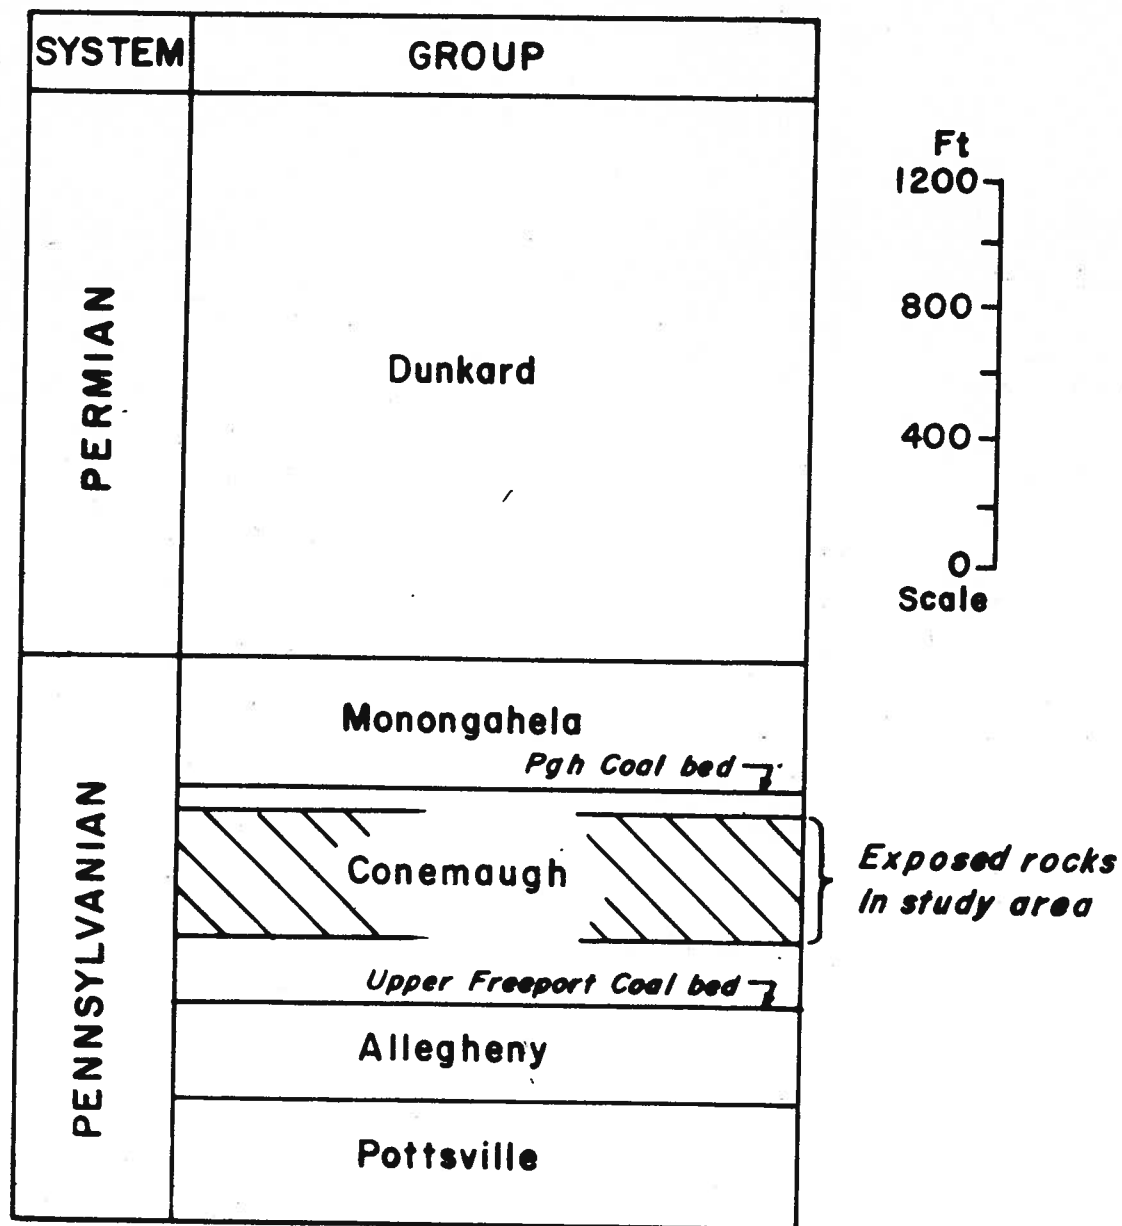 SYSTEM
GROUP
PERMIAN
Dunkard
Ft
1200
800
400
0
Scale
PENNSYLVANIAN
Monongahela
Pgh Coal bed
Conemaugh
Exposed rocks
In study area
Upper Freeport Coal bed
Allegheny
Pottsville